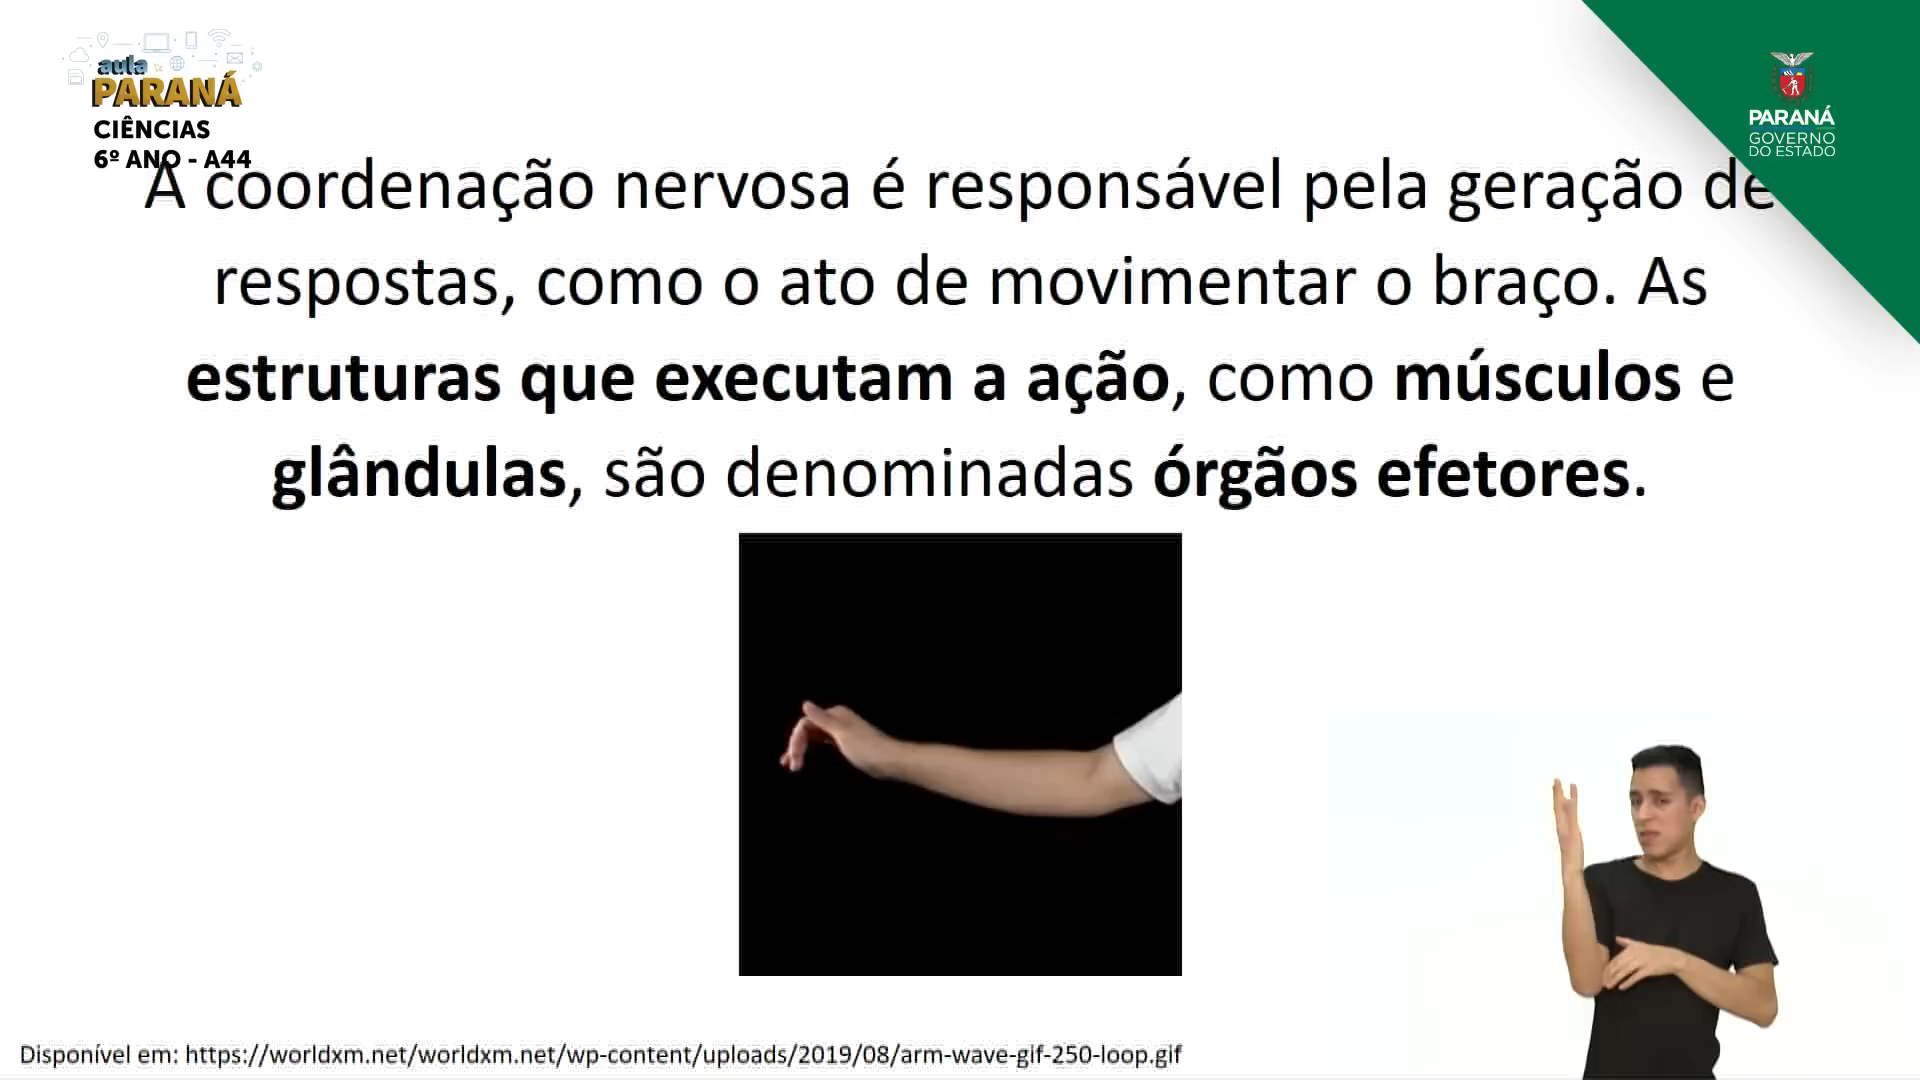 aula
PARANÁ
CIÊNCIAS
6º ANO - A44
PARANÁ
GOVERNO
DO ESTADO
A coordenação nervosa é responsável pela geração de
respostas, como o ato de movimentar o braço. As
estruturas que executam a ação, como músculos e
glândulas, são denominadas órgãos efetores.
Disponível em: https://worldxm.net/worldxm.net/wp-content/uploads/2019/08/arm-wave-gif-250-loop.gif